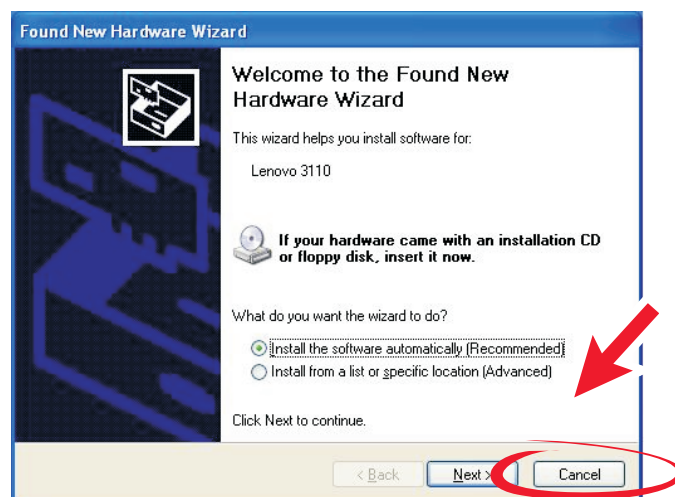 Found New Hardware Wizard
Welcome to the Found New
Hardware Wizard
This wizard helps you install software for:
Lenovo 3110
If your hardware came with an installation CD
or floppy disk, insert it now.
What do you want the wizard to do?
Install the software automatically (Recommended)
Install from a list or specific location (Advanced)
Click Next to continue.
< Back Next > Cancel